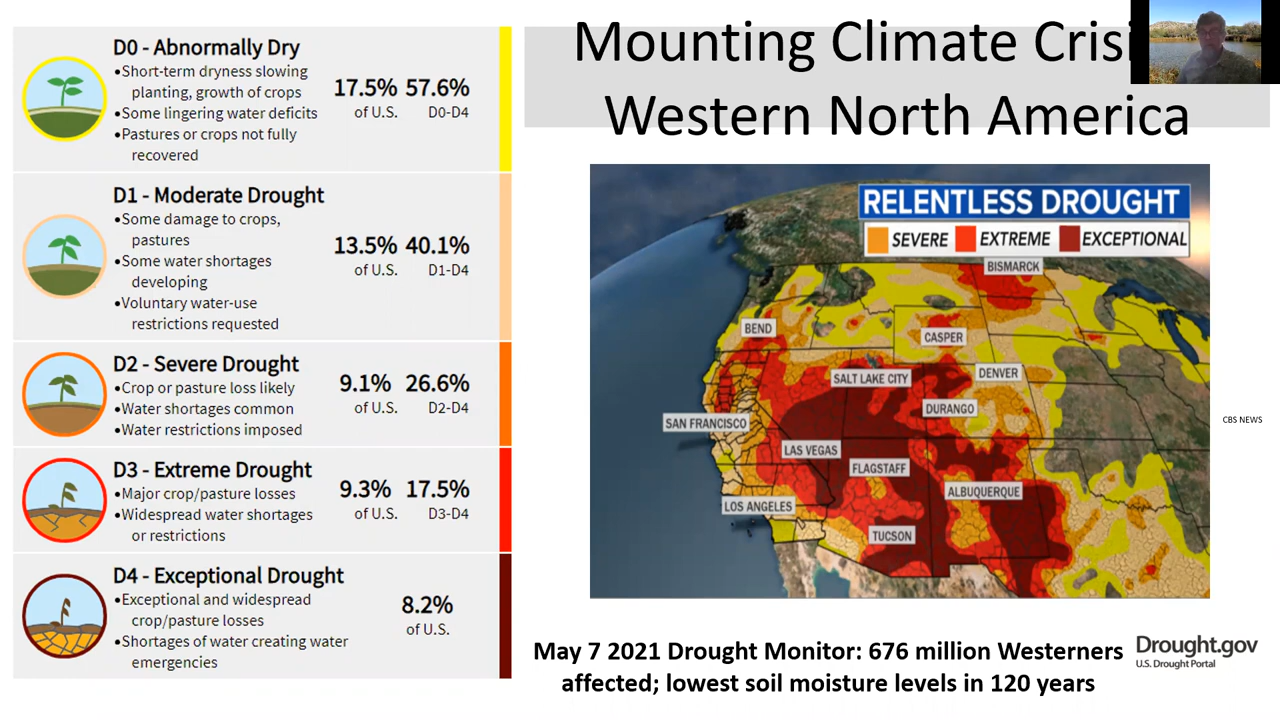 D0 - Abnormally Dry
•Short-term dryness slowing
planting, growth of crops
•Some lingering water deficits
•Pastures or crops not fully
recovered
17.5% 57.6%
of U.S. D0-D4
D1 - Moderate Drought
•Some damage to crops,
pastures
•Some water shortages
developing
•Voluntary water-use
restrictions requested
13.5% 40.1%
of U.S. D1-D4
D2 - Severe Drought
•Crop or pasture loss likely
•Water shortages common
•Water restrictions imposed
9.1% 26.6%
of U.S. D2-D4
D3 - Extreme Drought
•Major crop/pasture losses
•Widespread water shortages
or restrictions
9.3% 17.5%
of U.S. D3-D4
D4 - Exceptional Drought
•Exceptional and widespread
crop/pasture losses
•Shortages of water creating water
emergencies
8.2%
of U.S.
Mounting Climate Crisi
Western North America
RELENTLESS DROUGHT
SEVERE EXTREME EXCEPTIONAL
BISMARCK
BEND
CASPER
SALT LAKE CITY
DENVER
DURANGO
SAN FRANCISCO
LAS VEGAS
FLAGSTAFF
ALBUQUERQUE
LOS ANGELES
TUCSON
CBS NEWS
May 7 2021 Drought Monitor: 676 million Westerners
affected; lowest soil moisture levels in 120 years
Drought.gov
U.S. Drought Portal